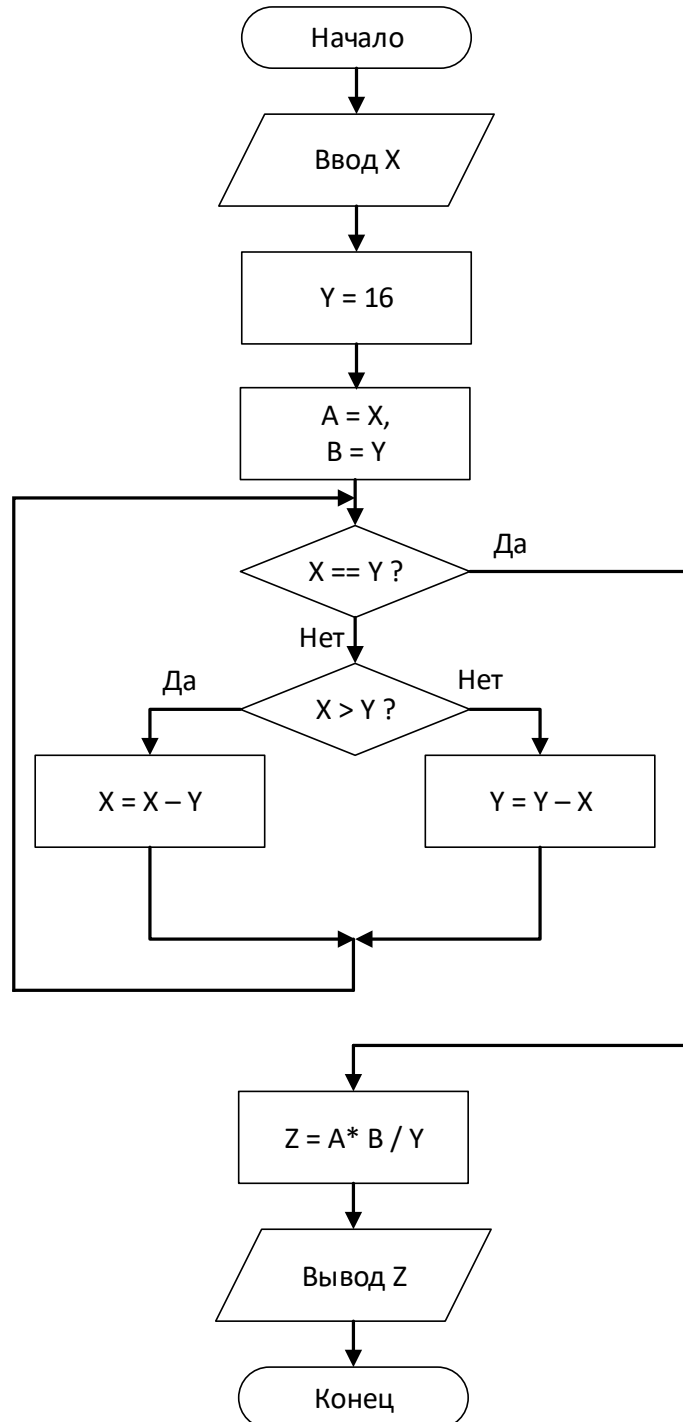 Начало
Ввод X
Y = 16
A = X,
B = Y
X == Y ?
Да
Нет
X > Y ?
Да
Нет
X = X – Y
Y = Y – X
Z = A* B / Y
Вывод Z
Конец